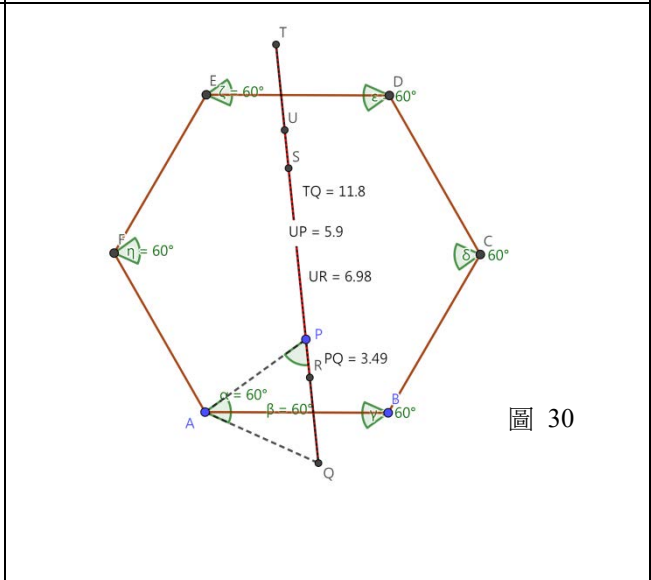 T
E
ζ = 60°
D
ε 60°
U
S
TQ = 11.8
UP = 5.9
UR = 6.98
F
η = 60°
C
δ 60°
P
R
PQ = 3.49
α = 60°
β = 60°
B
γ 60°
A
Q
圖 30